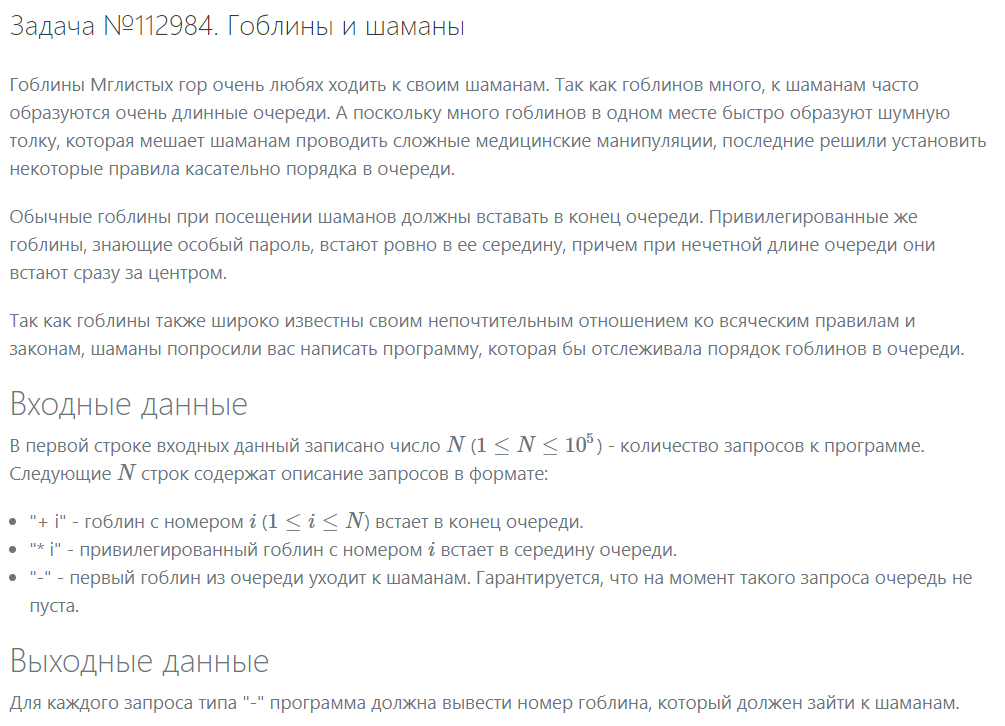 Задача №112984. Гоблины и шаманы
Гоблины Мглистых гор очень любях ходить к своим шаманам. Так как гоблинов много, к шаманам часто
образуются очень длинные очереди. А поскольку много гоблинов в одном месте быстро образуют шумную
толку, которая мешает шаманам проводить сложные медицинские манипуляции, последние решили установить
некоторые правила касательно порядка в очереди.
Обычные гоблины при посещении шаманов должны вставать в конец очереди. Привилегированные же
гоблины, знающие особый пароль, встают ровно в ее середину, причем при нечетной длине очереди они
встают сразу за центром.
Так как гоблины также широко известны своим непочтительным отношением ко всяческим правилам и
законам, шаманы попросили вас написать программу, которая бы отслеживала порядок гоблинов в очереди.
Входные данные
В первой строке входных данный записано число N (1 ≤ N ≤ 10⁵) - количество запросов к программе.
Следующие N строк содержат описание запросов в формате:
• "+ i" - гоблин с номером i (1 ≤ i ≤ N) встает в конец очереди.
• "* i" - привилегированный гоблин с номером i встает в середину очереди.
• "-" - первый гоблин из очереди уходит к шаманам. Гарантируется, что на момент такого запроса очередь не
пуста.
Выходные данные
Для каждого запроса типа "-" программа должна вывести номер гоблина, который должен зайти к шаманам.